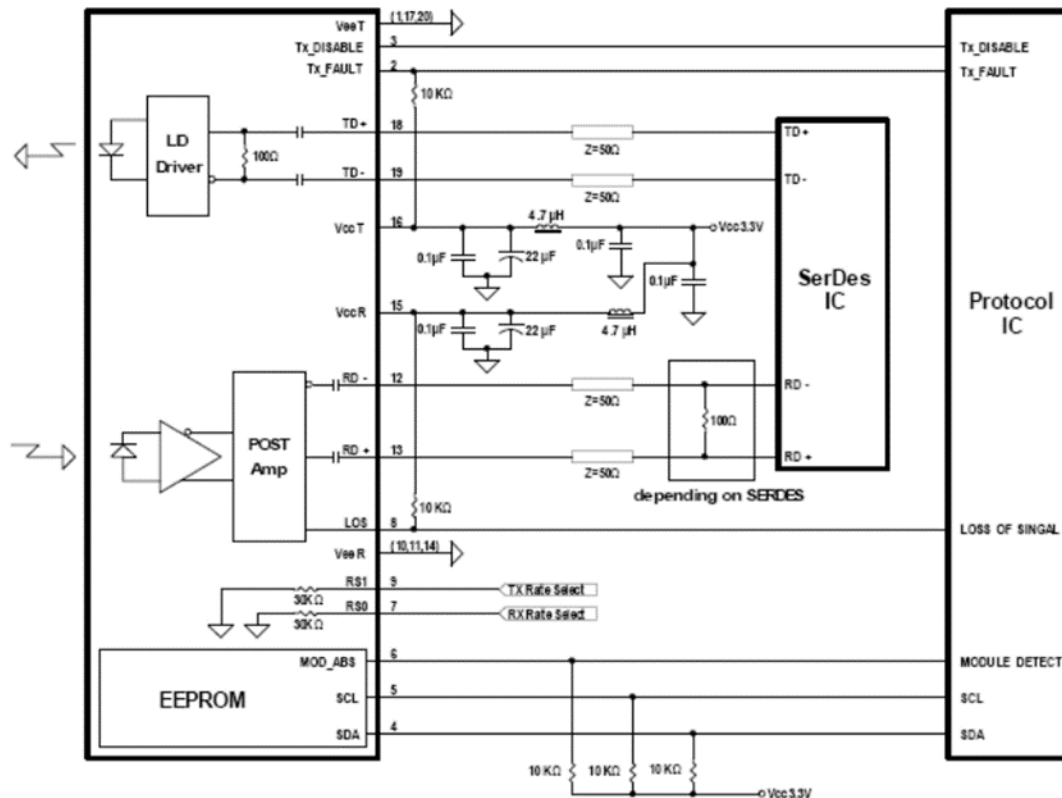 VeeT (1,17,20)
Tx_DISABLE 3 Tx_DISABLE
Tx_FAULT 2 Tx_FAULT
10 KΩ
LD
Driver
100Ω
TD+ 18 Z=50Ω TD+
TD- 19 Z=50Ω TD-
VccT 16 4.7 µH Vcc3.3V
0.1µF 22 µF 0.1µF 0.1µF
SerDes
IC
Protocol
IC
VccR 15
0.1µF 22 µF 4.7 µH
RD - 12 Z=50Ω RD -
POST
Amp
100Ω
RD + 13 Z=50Ω RD +
depending on SERDES
10 KΩ
LOS 8 LOSS OF SINGAL
VeeR (10,11,14)
RS1 9 TX Rate Select
30KΩ
RS0 7 RX Rate Select
30KΩ
MOD_ABS 6 MODULE DETECT
EEPROM
SCL 5 SCL
SDA 4 SDA
10 KΩ 10 KΩ 10 KΩ
Vcc3.3V